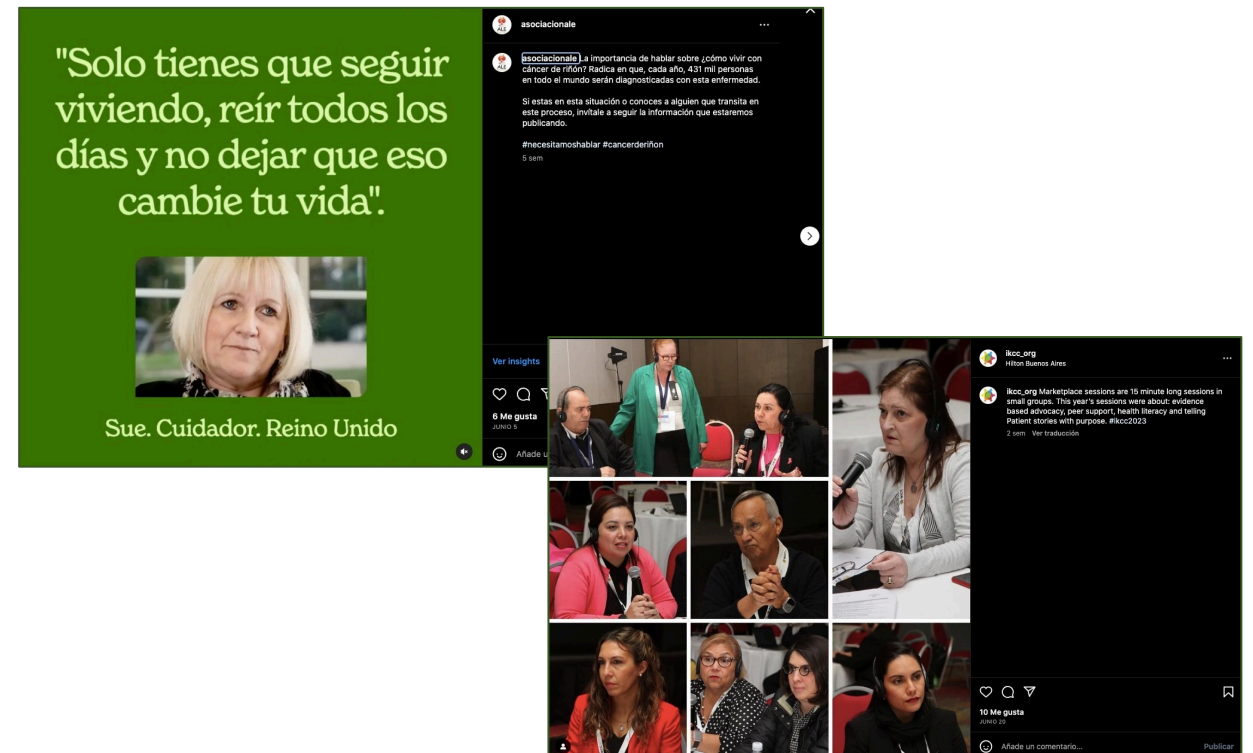 "Solo tienes que seguir
viviendo, reír todos los
días y no dejar que eso
cambie tu vida".
Sue. Cuidador. Reino Unido
ALE
asociacionale
ALE
asociacionale La importancia de hablar sobre ¿cómo vivir con
cáncer de riñón? Radica en que, cada año, 431 mil personas
en todo el mundo serán diagnosticadas con esta enfermedad.
Si estas en esta situación o conoces a alguien que transita en
este proceso, invítale a seguir la información que estaremos
publicando.
#necesitamoshablar #cancerderiñon
5 sem
Ver insights
6 Me gusta
JUNIO 5
Añade u
ikcc_org
Hilton Buenos Aires
ikcc_org Marketplace sessions are 15 minute long sessions in
small groups. This year's sessions were about: evidence
based advocacy, peer support, health literacy and telling
Patient stories with purpose. #ikcc2023
2 sem Ver traducción
10 Me gusta
JUNIO 20
Añade un comentario... Publicar